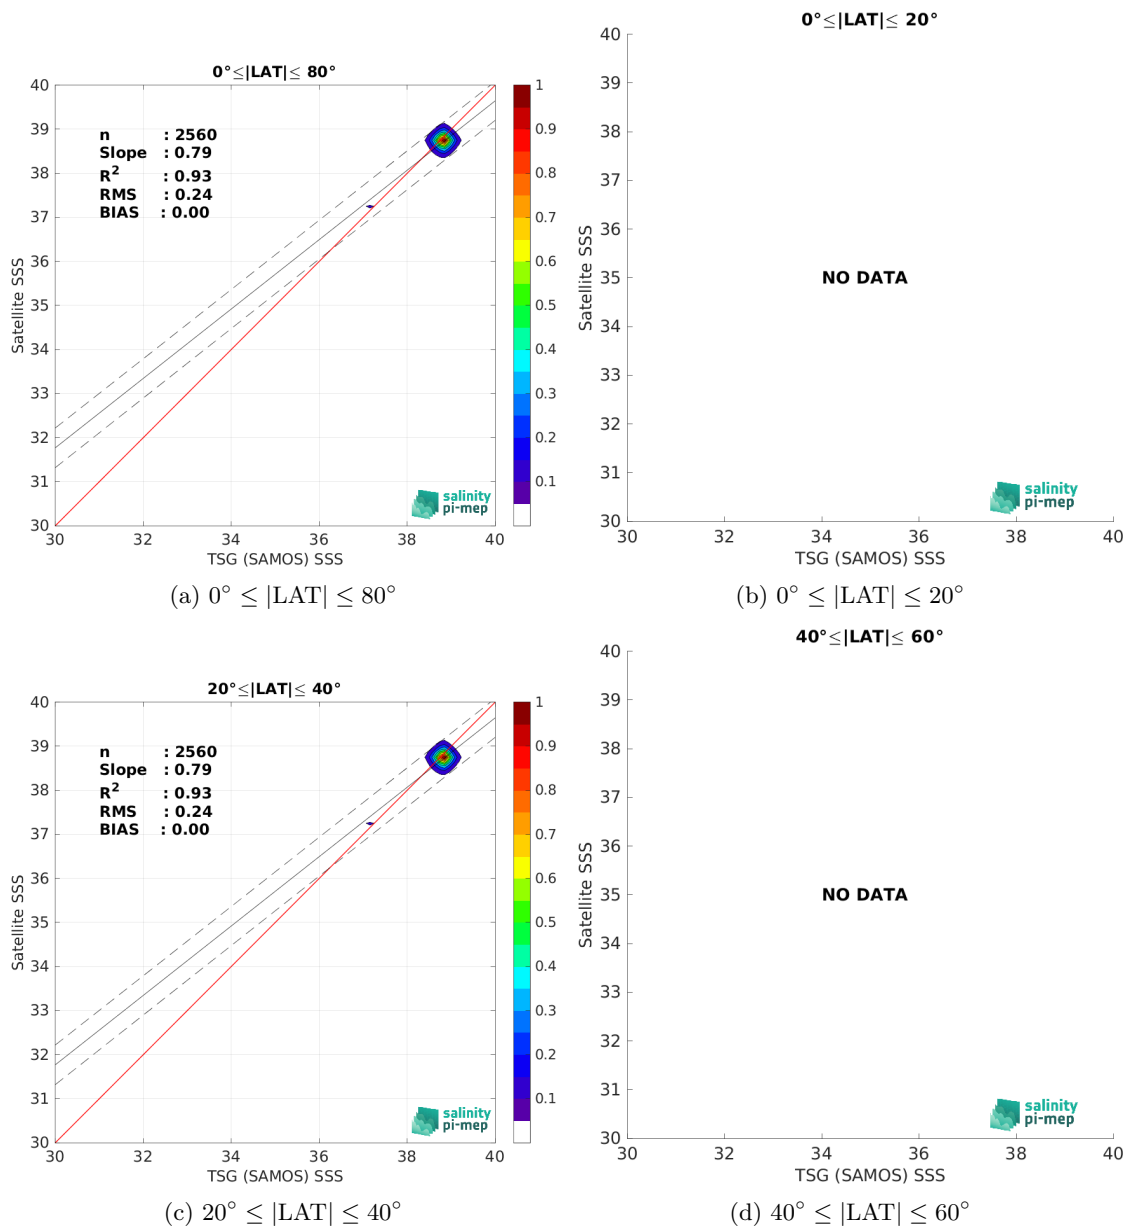 0°≤|LAT|≤ 80°
40
39
38
37
36
35
34
33
32
31
30
Satellite SSS
n : 2560
Slope : 0.79
R2 : 0.93
RMS : 0.24
BIAS : 0.00
salinity
pi-mep
30 32 34 36 38 40
TSG (SAMOS) SSS
1
0.9
0.8
0.7
0.6
0.5
0.4
0.3
0.2
0.1
(a) 0° ≤ |LAT| ≤ 80°
0°≤|LAT|≤ 20°
40
39
38
37
36
35
34
33
32
31
30
Satellite SSS
NO DATA
salinity
pi-mep
30 32 34 36 38 40
TSG (SAMOS) SSS
(b) 0° ≤ |LAT| ≤ 20°
20°≤|LAT|≤ 40°
40
39
38
37
36
35
34
33
32
31
30
Satellite SSS
n : 2560
Slope : 0.79
R2 : 0.93
RMS : 0.24
BIAS : 0.00
salinity
pi-mep
30 32 34 36 38 40
TSG (SAMOS) SSS
1
0.9
0.8
0.7
0.6
0.5
0.4
0.3
0.2
0.1
(c) 20° ≤ |LAT| ≤ 40°
40°≤|LAT|≤ 60°
40
39
38
37
36
35
34
33
32
31
30
Satellite SSS
NO DATA
salinity
pi-mep
30 32 34 36 38 40
TSG (SAMOS) SSS
(d) 40° ≤ |LAT| ≤ 60°